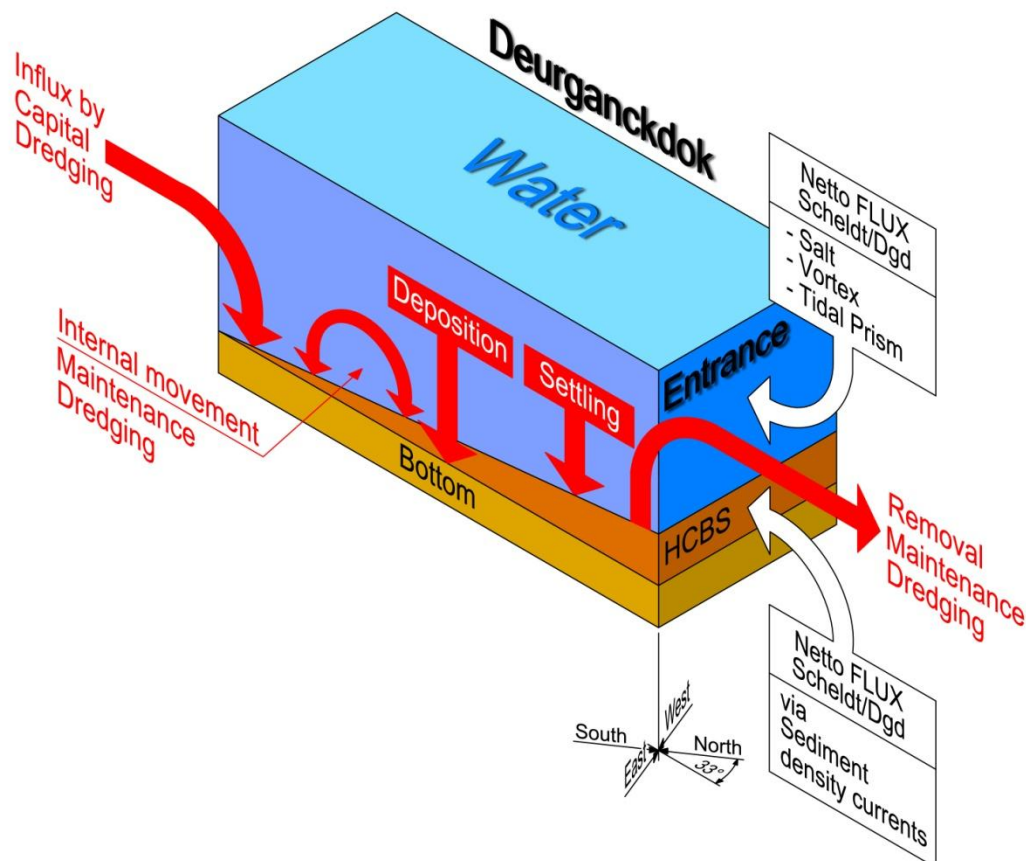 Deurganckdok
Water
Influx by
Capital
Dredging
Netto FLUX
Scheldt/Dgd
- Salt
- Vortex
- Tidal Prism
Deposition
Settling
Entrance
Internal movement
Maintenance
Dredging
Bottom
HCBS
Removal
Maintenance
Dredging
Netto FLUX
Scheldt/Dgd
via
Sediment
density currents
South
West
East
North
33°